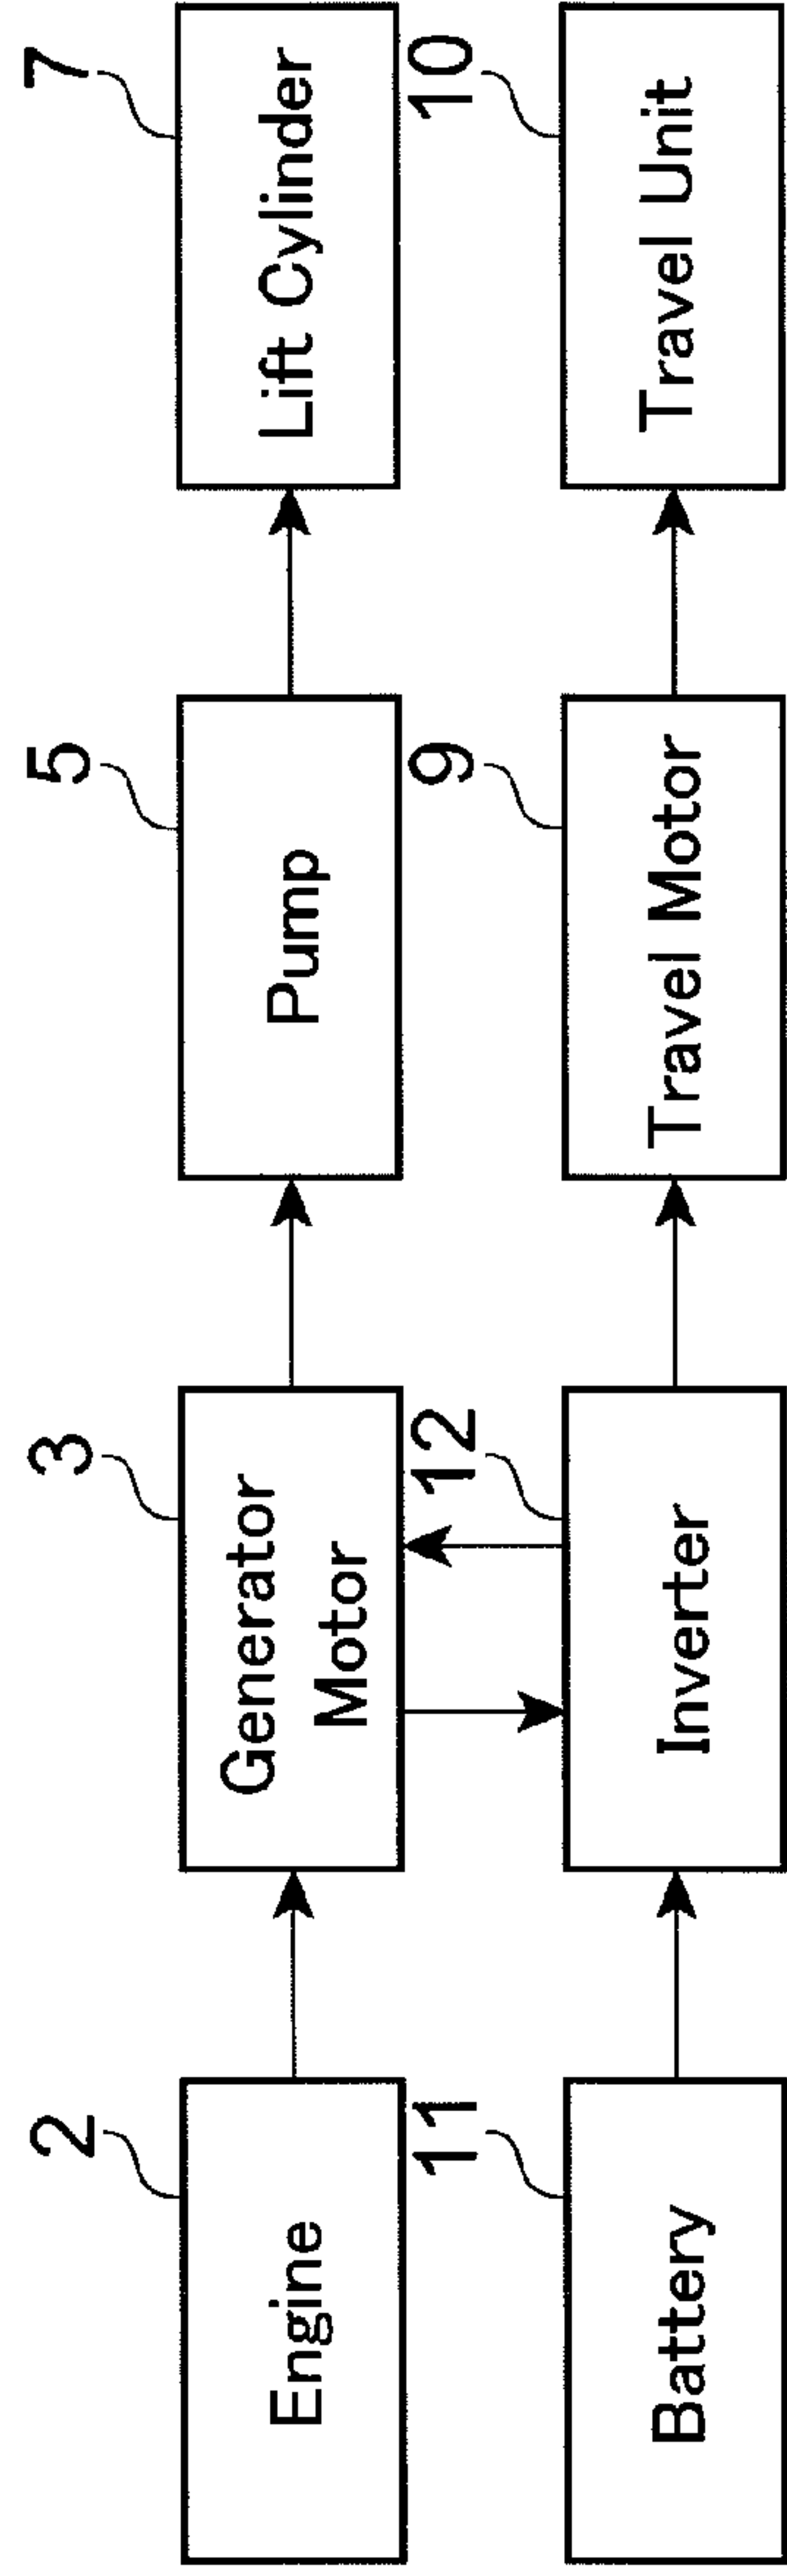 2
3
5
7
Engine
Generator
Motor
Pump
Lift Cylinder
11
12
9
10
Battery
Inverter
Travel Motor
Travel Unit